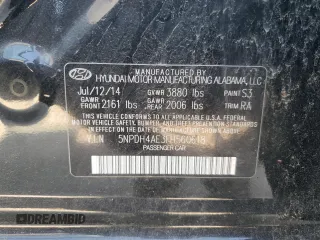 MANUFACTURED BY
HYUNDAI MOTOR MANUFACTURING ALABAMA, LLC
Jul/12/14 GVWR 3880 lbs PAINT S3
GAWR FRONT 2161 lbs GAWR REAR 2006 lbs TRIM RA
THIS VEHICLE CONFORMS TO ALL APPLICABLE U.S.A. FEDERAL
MOTOR VEHICLE SAFETY, BUMPER, AND THEFT PREVENTION
STANDARDS IN EFFECT ON THE DATE OF MANUFACTURE SHOWN ABOVE.
V.I.N
PASSENGER CAR